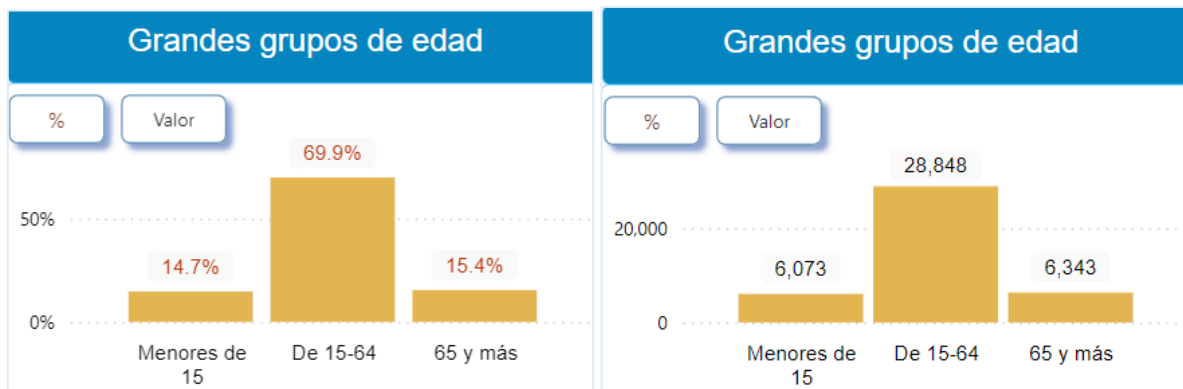 Grandes grupos de edad
%
Valor
69.9%
50%
14.7%
15.4%
0%
Menores de
15
De 15-64
65 y más
Grandes grupos de edad
%
Valor
28,848
20,000
6,073
6,343
0
Menores de
15
De 15-64
65 y más